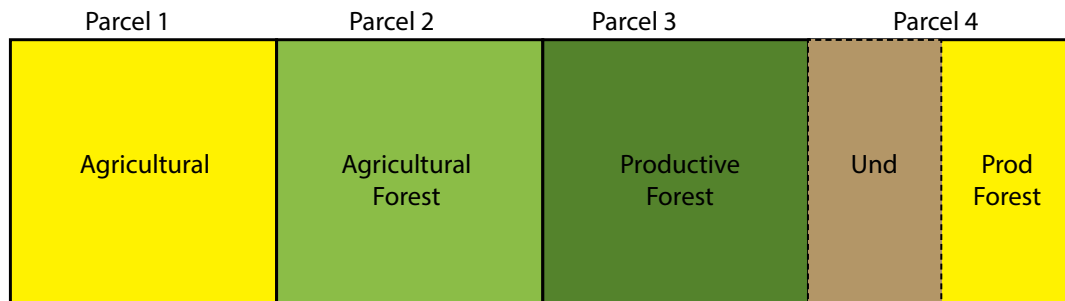 Parcel 1
Parcel 2
Parcel 3
Parcel 4
Agricultural
Agricultural
Forest
Productive
Forest
Und
Prod
Forest